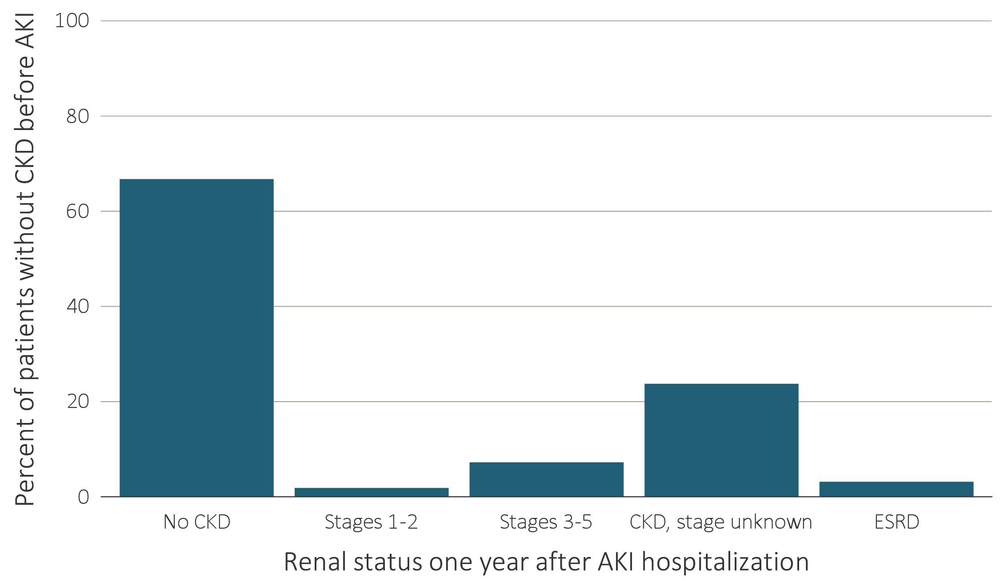 Percent of patients without CKD before AKI
100
80
60
40
20
0
No CKD
Stages 1-2
Stages 3-5
CKD, stage unknown
ESRD
Renal status one year after AKI hospitalization